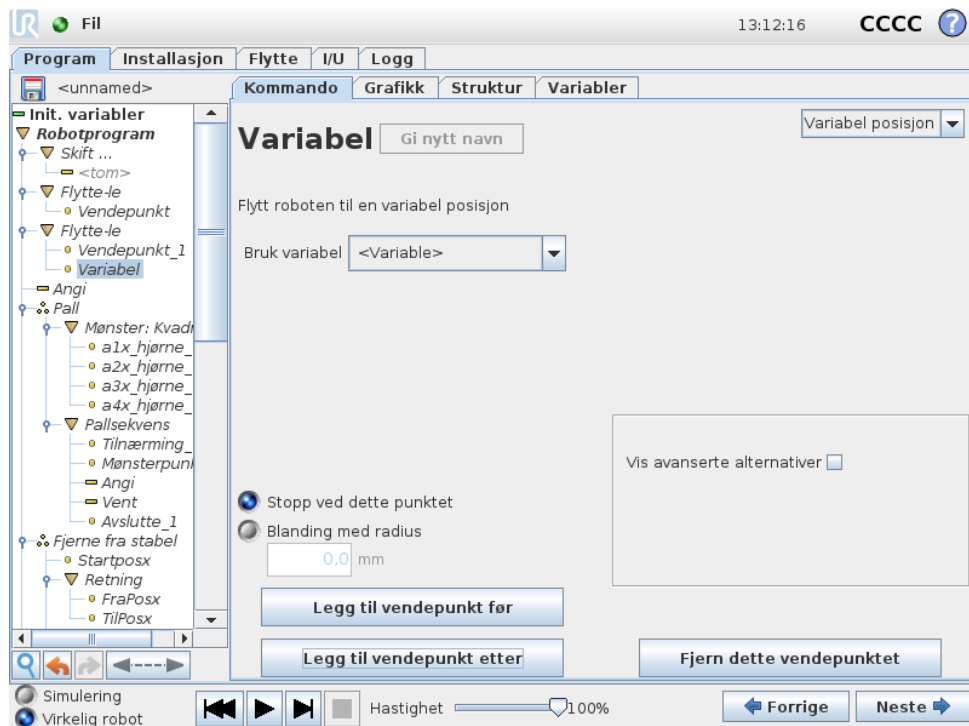 UR Fil 13:12:16 CCCC ?
Program Installasjon Flytte I/U Logg
<unnamed>
Kommando Grafikk Struktur Variabler
Init. variabler
Robotprogram
Skift ...
<tom>
Flytte-le
Vendepunkt
Flytte-le
Vendepunkt_1
Variabel
Angi
Pall
Mønster: Kvadr
a1x_hjørne_
a2x_hjørne_
a3x_hjørne_
a4x_hjørne_
Pallsekvens
Tilnærming_
Mønsterpunl
Angi
Vent
Avslutte_1
Fjerne fra stabel
Startposx
Retning
FraPosx
TilPosx
Variabel Gi nytt navn
Variabel posisjon
Flytt roboten til en variabel posisjon
Bruk variabel <Variable>
Vis avanserte alternativer
Stopp ved dette punktet
Blanding med radius
0,0 mm
Legg til vendepunkt før
Legg til vendepunkt etter
Fjern dette vendepunktet
Simulering
Virkelig robot
Hastighet 100%
Forrige Neste